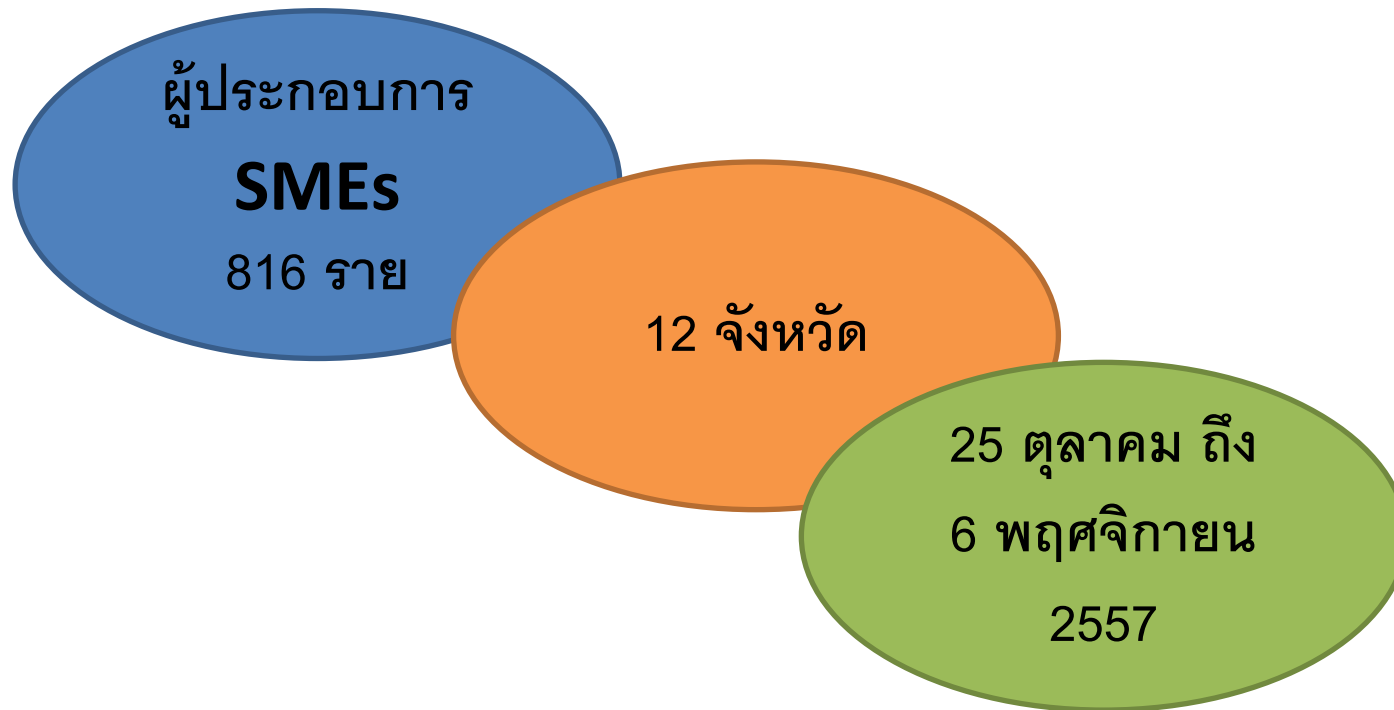 ผู้ประกอบการ
SMEs
816 ราย
12 จังหวัด
25 ตุลาคม ถึง
6 พฤศจิกายน
2557